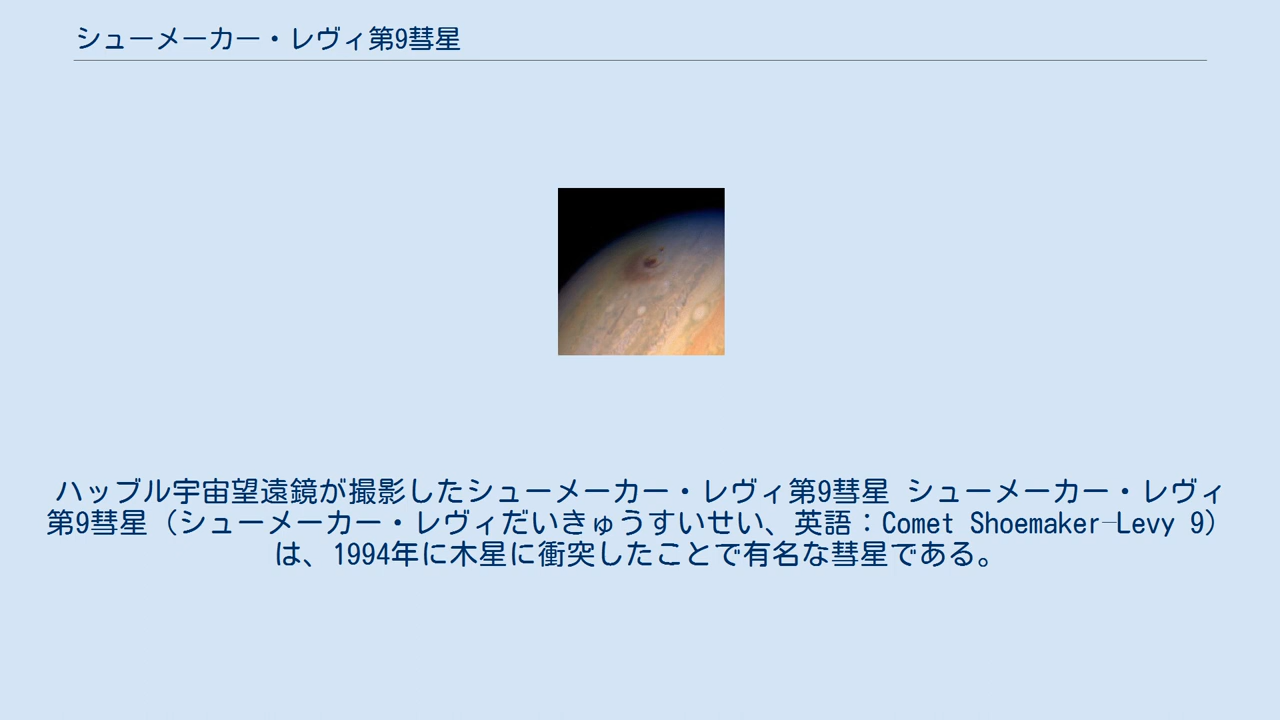 シューメーカー・レヴィ第9彗星
ハッブル宇宙望遠鏡が撮影したシューメーカー・レヴィ第9彗星 シューメーカー・レヴィ
第9彗星（シューメーカー・レヴィだいきゅうすいせい、英語：Comet Shoemaker–Levy 9）
は、1994年に木星に衝突したことで有名な彗星である。